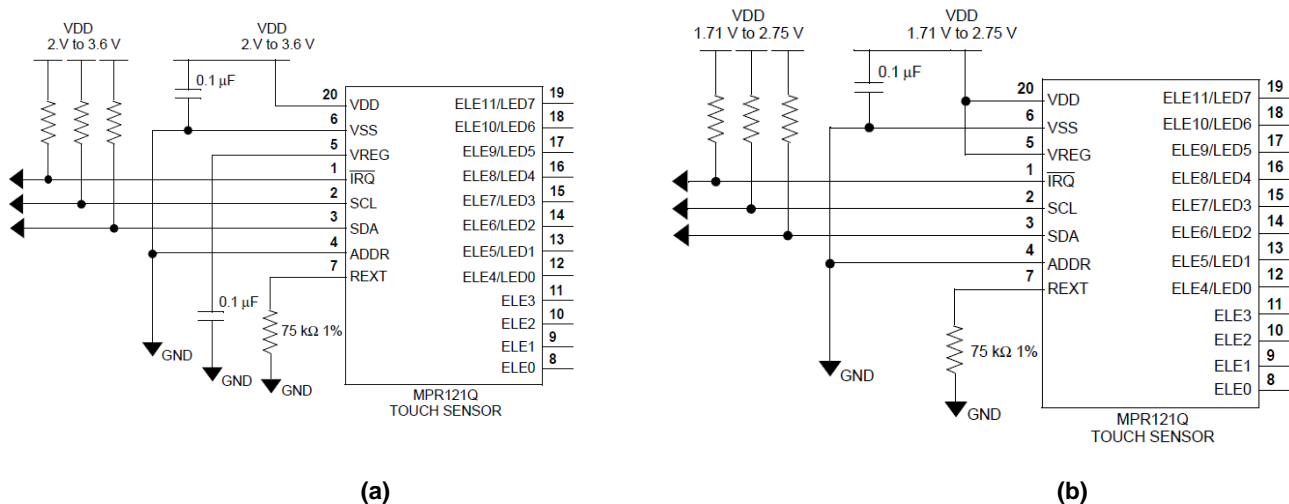 VDD
2.V to 3.6 V
VDD
2.V to 3.6 V
0.1 µF
20
VDD
6
VSS
5
VREG
1
IRQ
2
SCL
3
SDA
4
ADDR
7
REXT
19
ELE11/LED7
18
ELE10/LED6
17
ELE9/LED5
16
ELE8/LED4
15
ELE7/LED3
14
ELE6/LED2
13
ELE5/LED1
12
ELE4/LED0
11
ELE3
10
ELE2
9
ELE1
8
ELE0
0.1 µF
75 kΩ 1%
GND
GND
GND
MPR121Q
TOUCH SENSOR
(a)
VDD
1.71 V to 2.75 V
VDD
1.71 V to 2.75 V
0.1 µF
20
VDD
6
VSS
5
VREG
1
IRQ
2
SCL
3
SDA
4
ADDR
7
REXT
19
ELE11/LED7
18
ELE10/LED6
17
ELE9/LED5
16
ELE8/LED4
15
ELE7/LED3
14
ELE6/LED2
13
ELE5/LED1
12
ELE4/LED0
11
ELE3
10
ELE2
9
ELE1
8
ELE0
75 kΩ 1%
GND
GND
MPR121Q
TOUCH SENSOR
(b)